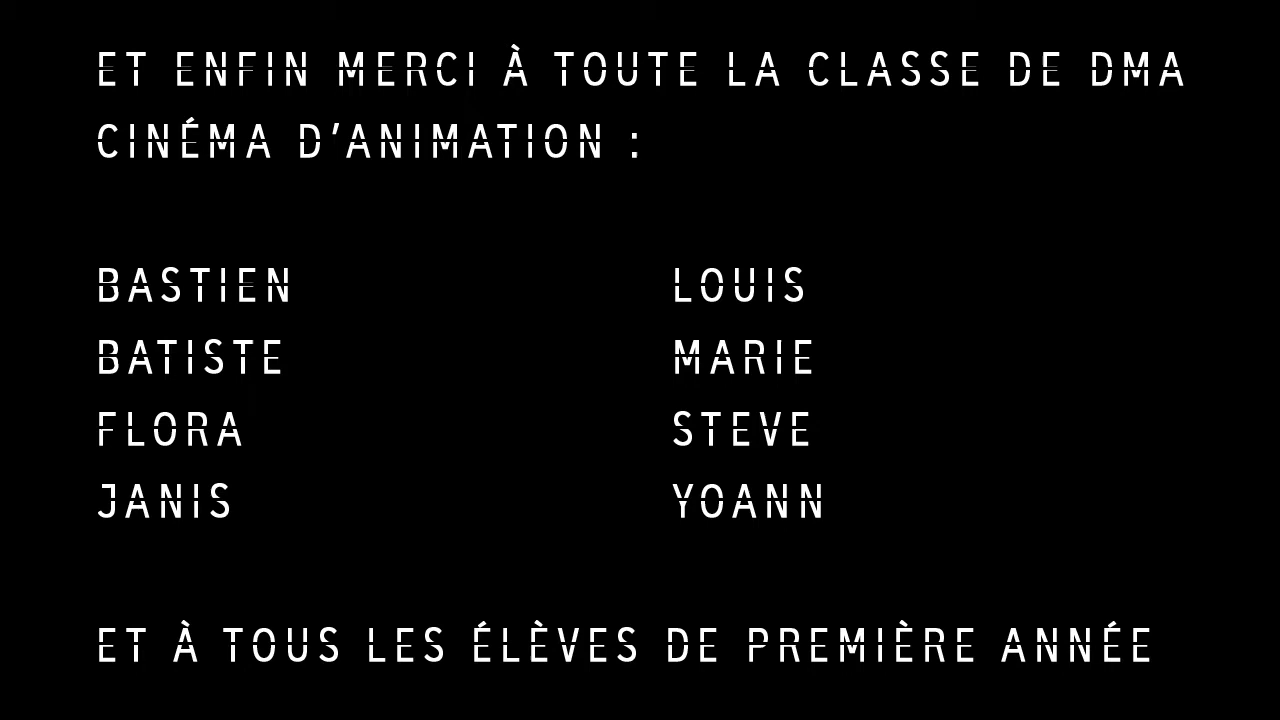 ET ENFIN MERCI À TOUTE LA CLASSE DE DMA
CINÉMA D'ANIMATION :
BASTIEN
BATISTE
FLORA
JANIS
LOUIS
MARIE
STEVE
YOANN
ET À TOUS LES ÉLÈVES DE PREMIÈRE ANNÉE